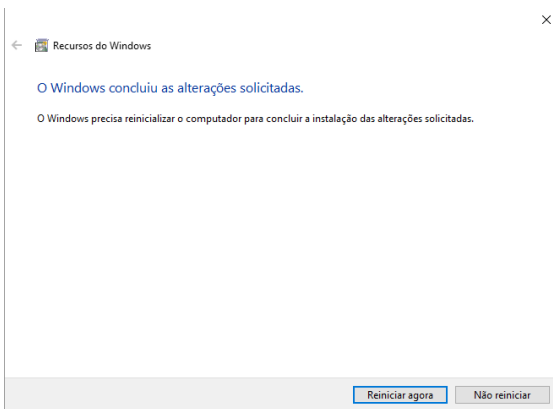 Recursos do Windows
O Windows concluiu as alterações solicitadas.
O Windows precisa reinicializar o computador para concluir a instalação das alterações solicitadas.
Reiniciar agora
Não reiniciar